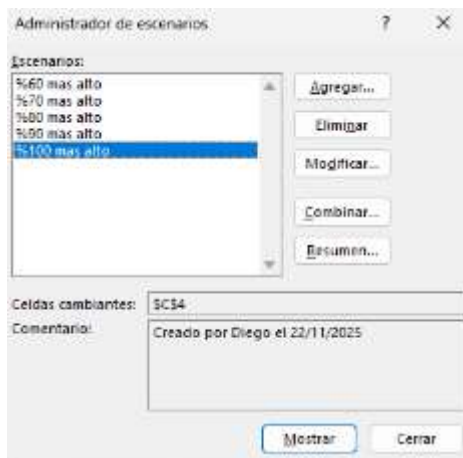 Administrador de escenarios ? ×
Escenarios:
%60 mas alto
%70 mas alto
%80 mas alto
%90 mas alto
%100 mas alto
Agregar...
Eliminar
Modificar...
Combinar...
Resumen...
Celdas cambiantes: $C$4
Comentario: Creado por Diego el 22/11/2025
Mostrar Cerrar